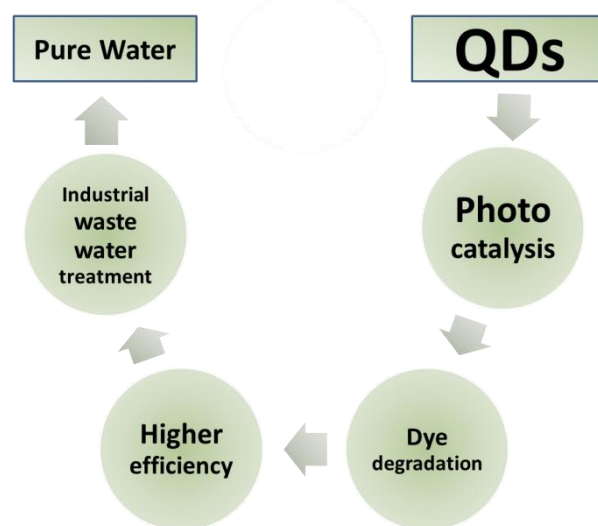 Pure Water
QDs
Industrial
waste
water
treatment
Photo
catalysis
Higher
efficiency
Dye
degradation